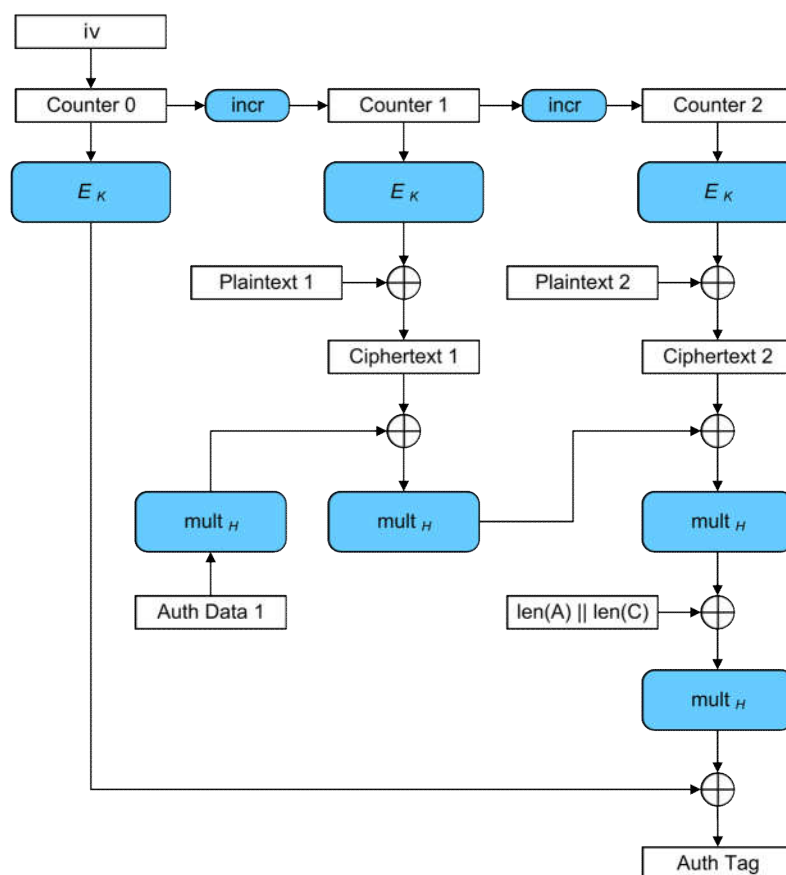 iv
Counter 0
incr
Counter 1
incr
Counter 2
E K
E K
E K
Plaintext 1
Plaintext 2
Ciphertext 1
Ciphertext 2
mult H
mult H
mult H
Auth Data 1
len(A) || len(C)
mult H
Auth Tag